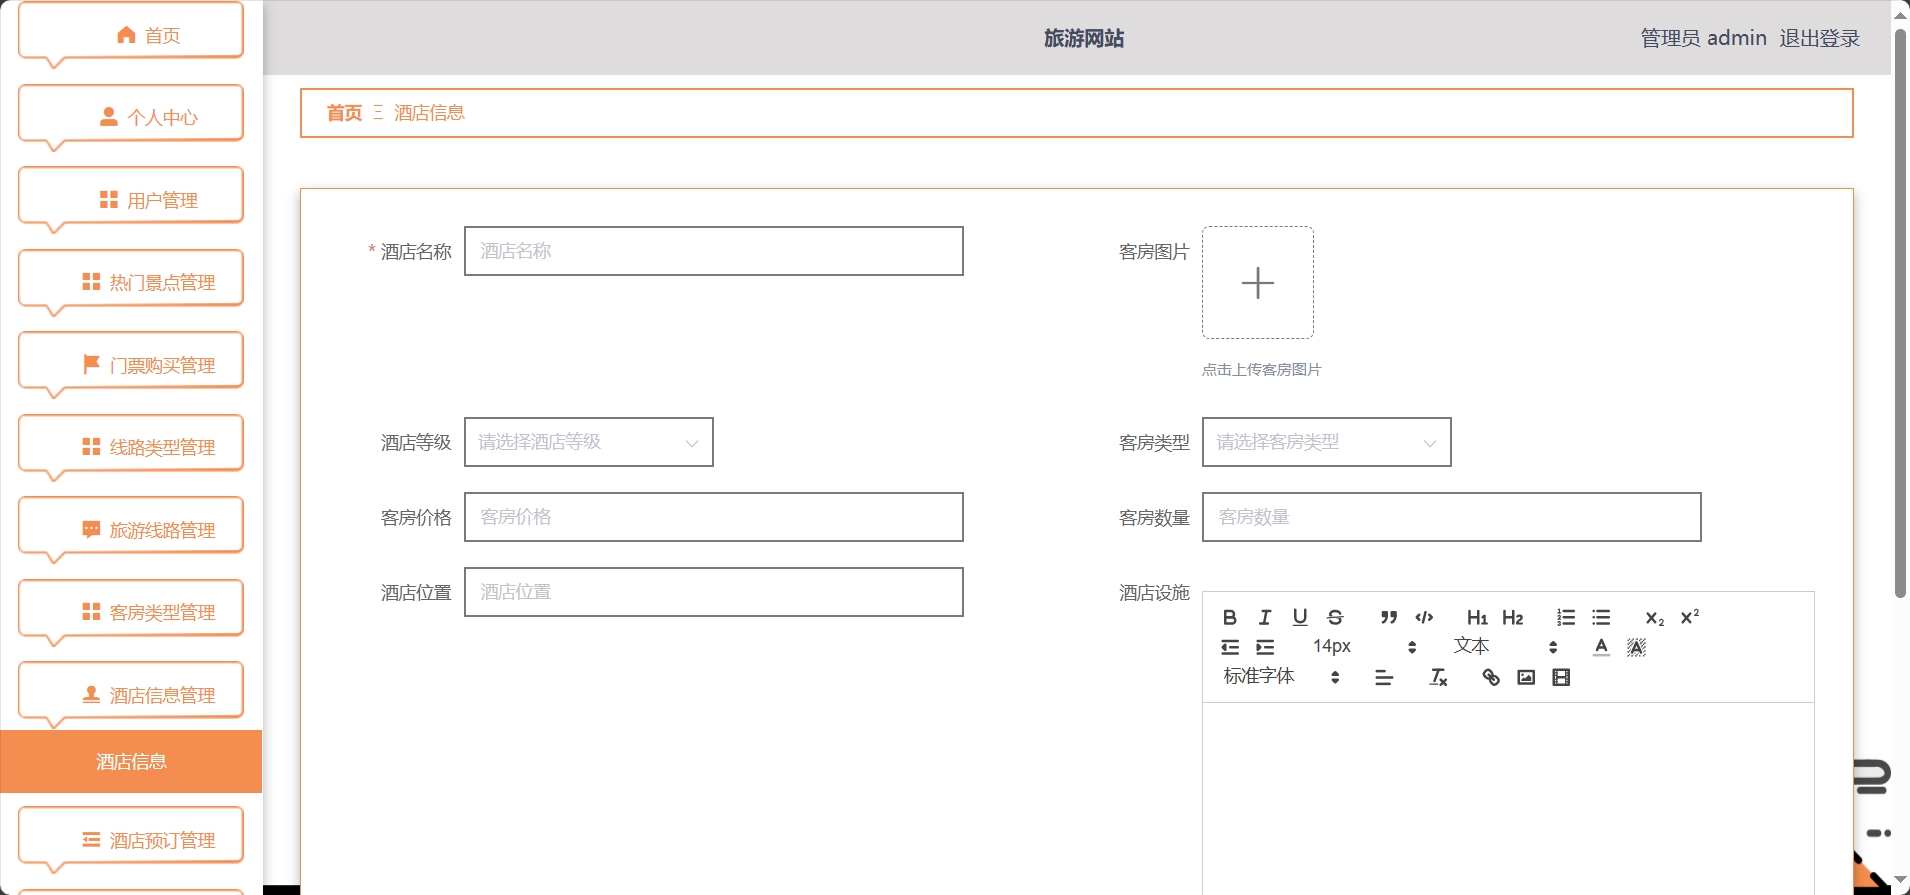 首页
个人中心
用户管理
热门景点管理
门票购买管理
线路类型管理
旅游线路管理
客房类型管理
酒店信息管理
酒店信息
酒店预订管理
旅游网站
管理员 admin 退出登录
首页 Ξ 酒店信息
* 酒店名称 酒店名称
客房图片
点击上传客房图片
酒店等级 请选择酒店等级
客房类型 请选择客房类型
客房价格 客房价格
客房数量 客房数量
酒店位置 酒店位置
酒店设施
B I U S ” </> H1 H2 X2 X2
14px 文本 A A
标准字体 Tx